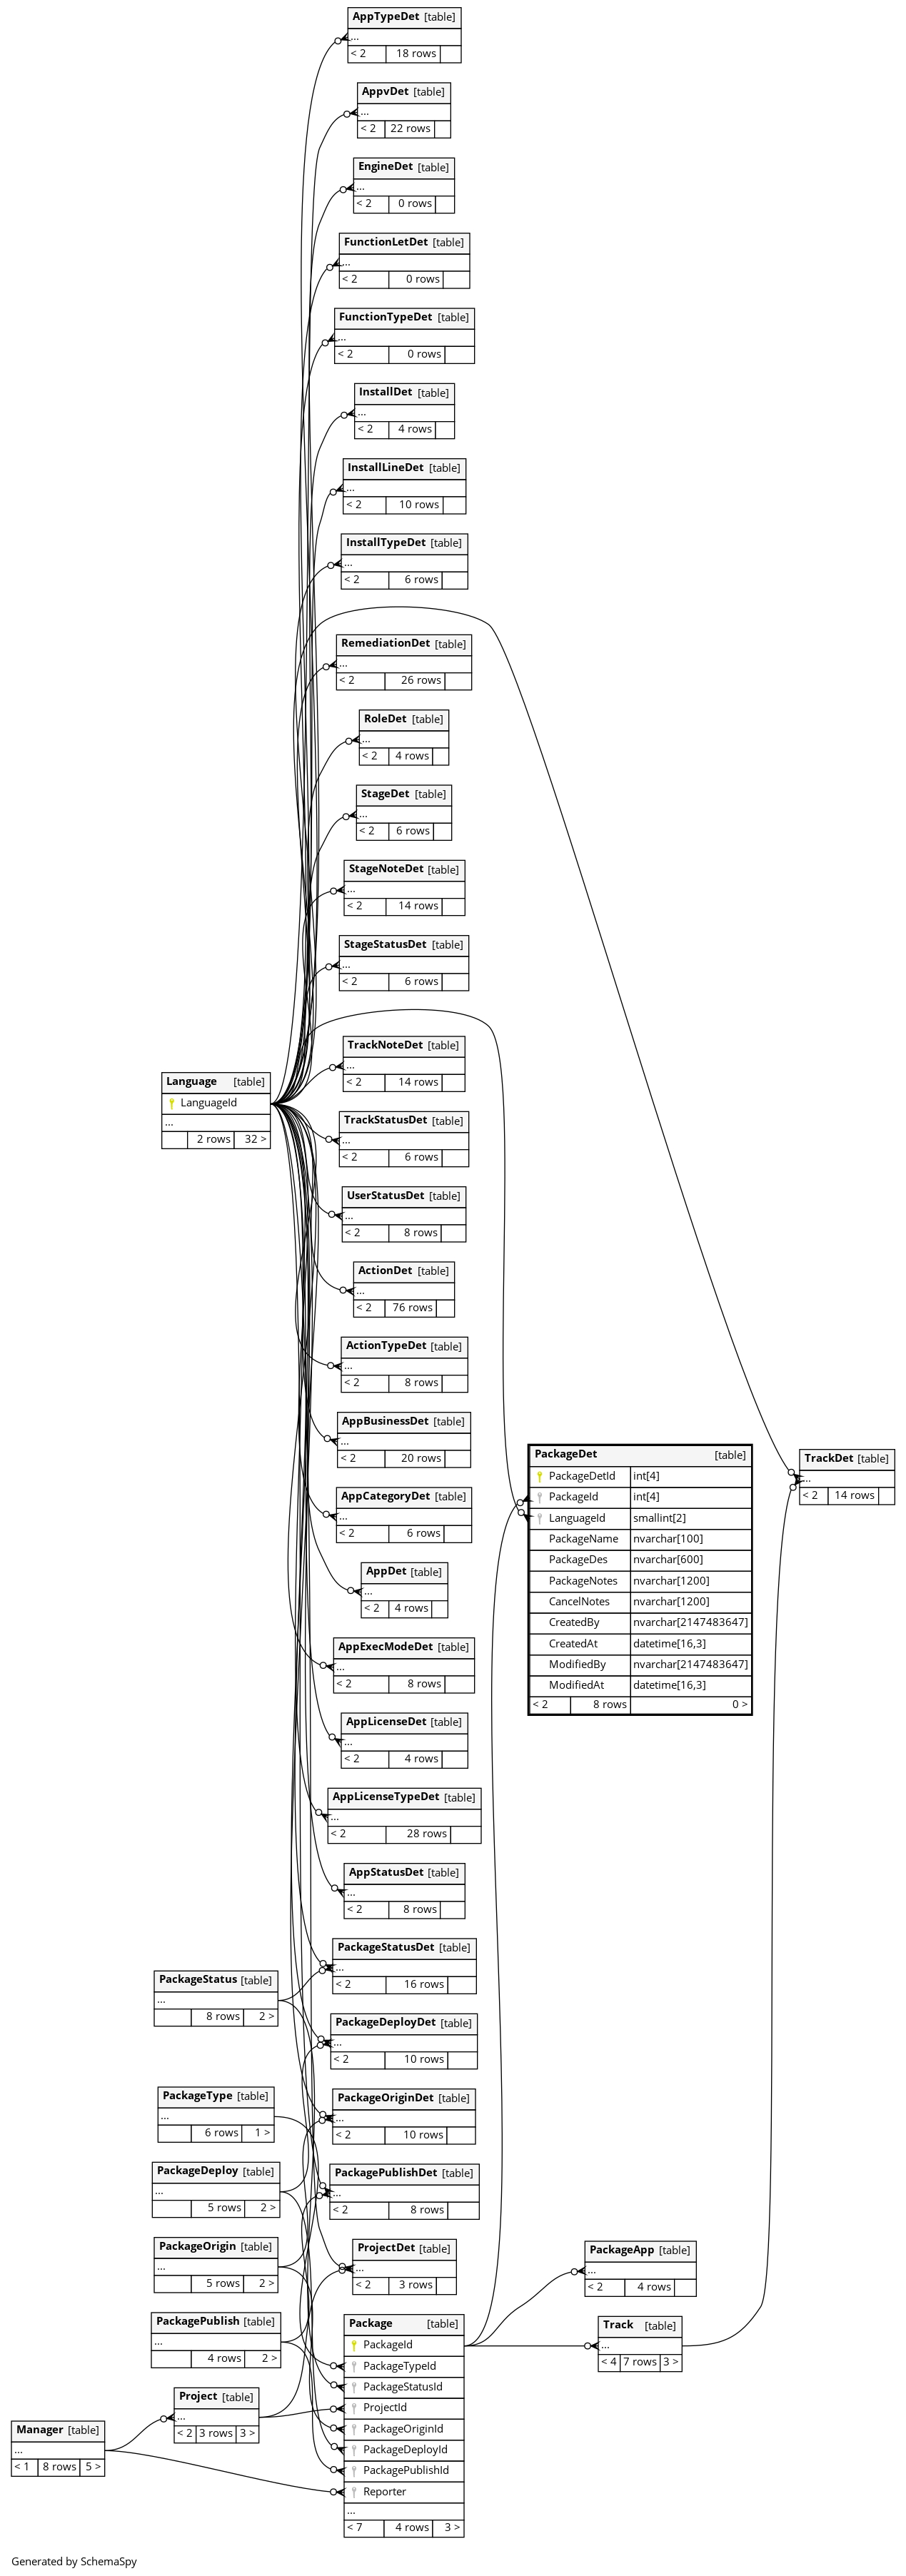 AppTypeDet [table]
...
< 2 18 rows
AppvDet [table]
...
< 2 22 rows
EngineDet [table]
...
< 2 0 rows
FunctionLetDet [table]
...
< 2 0 rows
FunctionTypeDet [table]
...
< 2 0 rows
InstallDet [table]
...
< 2 4 rows
InstallLineDet [table]
...
< 2 10 rows
InstallTypeDet [table]
...
< 2 6 rows
RemediationDet [table]
...
< 2 26 rows
RoleDet [table]
...
< 2 4 rows
StageDet [table]
...
< 2 6 rows
StageNoteDet [table]
...
< 2 14 rows
StageStatusDet [table]
...
< 2 6 rows
TrackNoteDet [table]
...
< 2 14 rows
Language [table]
LanguageId
...
2 rows 32 >
TrackStatusDet [table]
...
< 2 6 rows
UserStatusDet [table]
...
< 2 8 rows
ActionDet [table]
...
< 2 76 rows
ActionTypeDet [table]
...
< 2 8 rows
AppBusinessDet [table]
...
< 2 20 rows
PackageDet [table]
PackageDetId int[4]
PackageId int[4]
LanguageId smallint[2]
PackageName nvarchar[100]
PackageDes nvarchar[600]
PackageNotes nvarchar[1200]
CancelNotes nvarchar[1200]
CreatedBy nvarchar[2147483647]
CreatedAt datetime[16,3]
ModifiedBy nvarchar[2147483647]
ModifiedAt datetime[16,3]
< 2 8 rows 0 >
TrackDet [table]
...
< 2 14 rows
AppCategoryDet [table]
...
< 2 6 rows
AppDet [table]
...
< 2 4 rows
AppExecModeDet [table]
...
< 2 8 rows
AppLicenseDet [table]
...
< 2 4 rows
AppLicenseTypeDet [table]
...
< 2 28 rows
AppStatusDet [table]
...
< 2 8 rows
PackageStatusDet [table]
...
< 2 16 rows
PackageStatus [table]
...
8 rows 2 >
PackageDeployDet [table]
...
< 2 10 rows
PackageType [table]
...
6 rows 1 >
PackageOriginDet [table]
...
< 2 10 rows
PackageDeploy [table]
...
5 rows 2 >
PackagePublishDet [table]
...
< 2 8 rows
PackageOrigin [table]
...
5 rows 2 >
ProjectDet [table]
...
< 2 3 rows
PackageApp [table]
...
< 2 4 rows
PackagePublish [table]
...
4 rows 2 >
Package [table]
PackageId
PackageTypeId
PackageStatusId
ProjectId
PackageOriginId
PackageDeployId
PackagePublishId
Reporter
...
< 7 4 rows 3 >
Track [table]
...
< 4 7 rows 3 >
Project [table]
...
< 2 3 rows 3 >
Manager [table]
...
< 1 8 rows 5 >
Generated by SchemaSpy